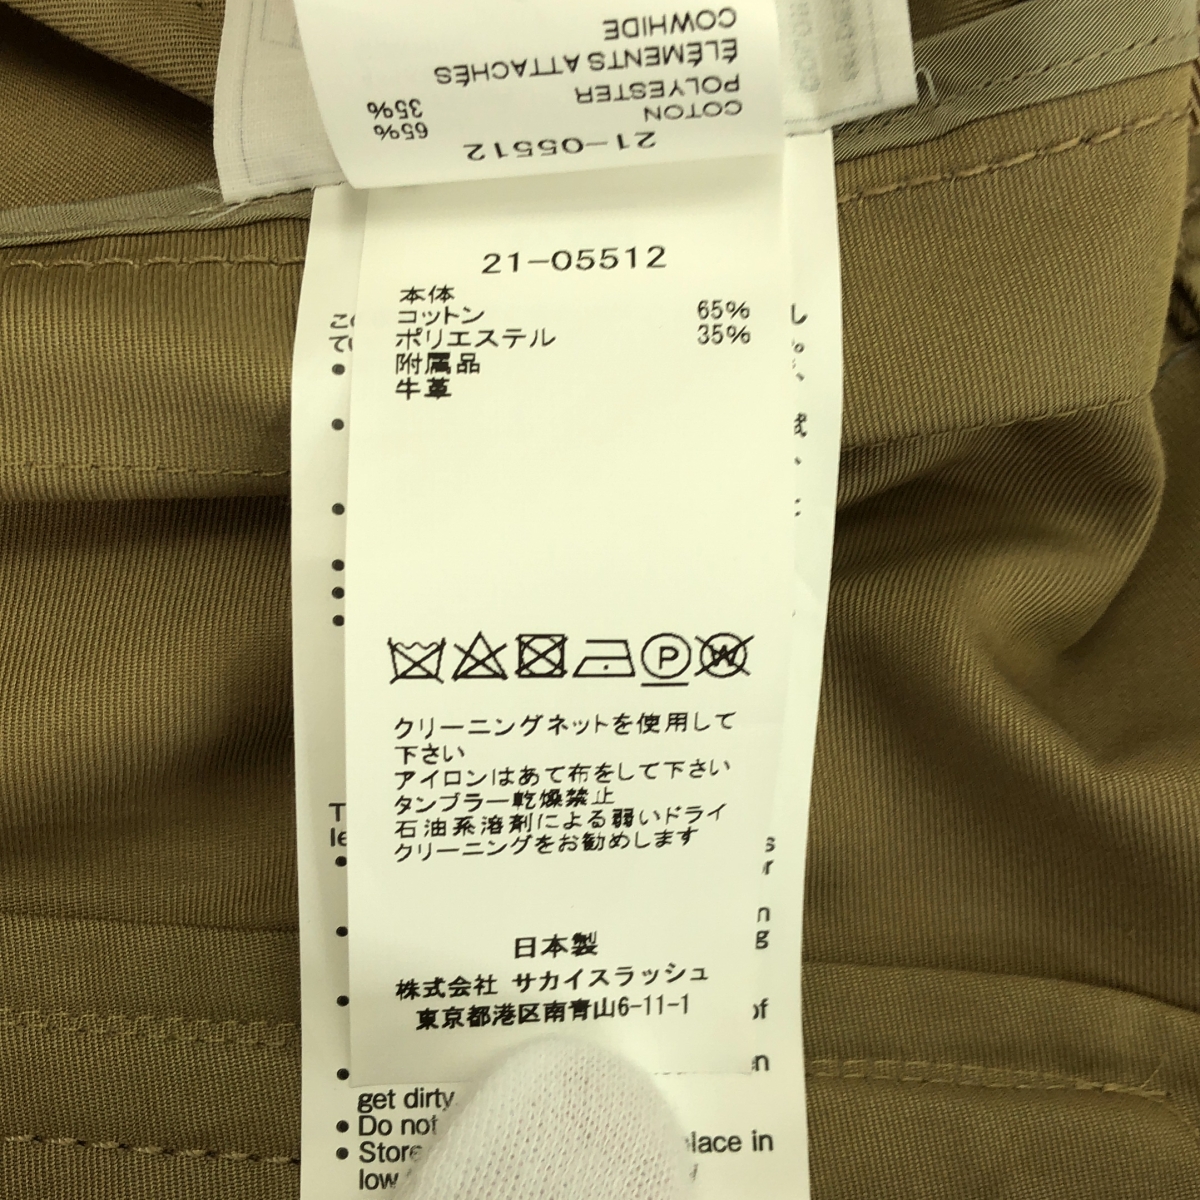 COWHIDE
ÉLÉMENTS ATTACHÉS
POLYESTER 35%
COTON 65%
21-05512
21-05512
本体
コットン 65%
ポリエステル 35%
附属品
牛革
P
W
クリーニングネットを使用して
下さい
アイロンはあて布をして下さい
タンブラー乾燥禁止
石油系溶剤による弱いドライ
クリーニングをお勧めします
日本製
株式会社 サカイスラッシュ
東京都港区南青山6-11-1
get dirty
• Do not
• Store lace in
low